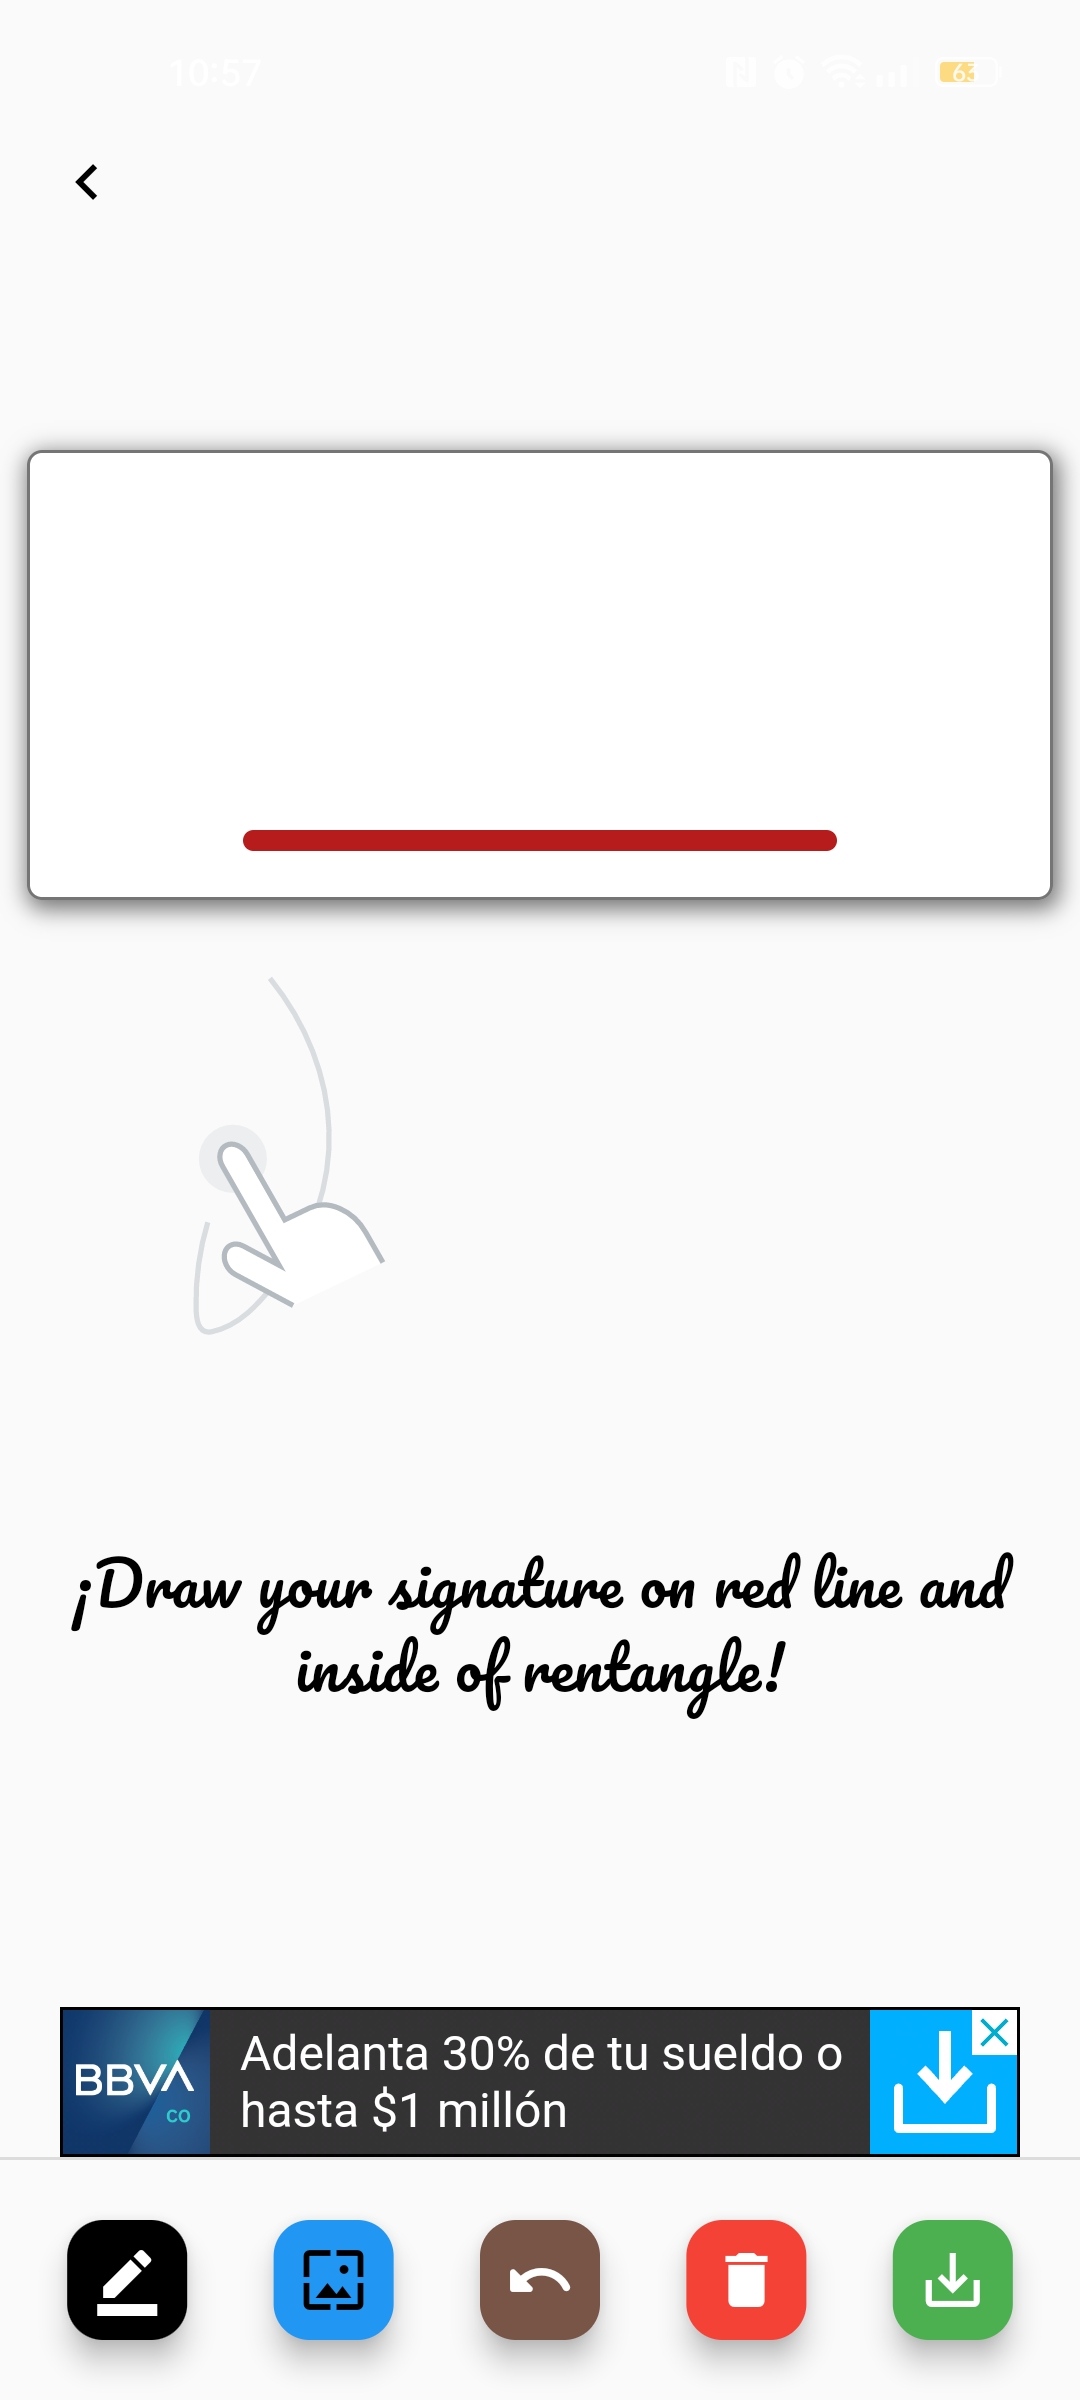 10:57
63
¡Draw your signature on red line and
inside of rentangle!
BBVA
CO
Adelanta 30% de tu sueldo o
hasta $1 millón